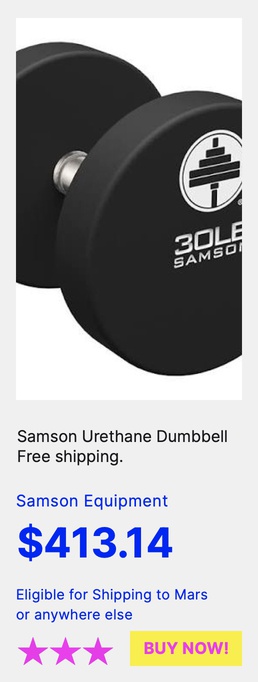 30LB
SAMSON
Samson Urethane Dumbbell
Free shipping.
Samson Equipment
$413.14
Eligible for Shipping to Mars
or anywhere else
BUY NOW!